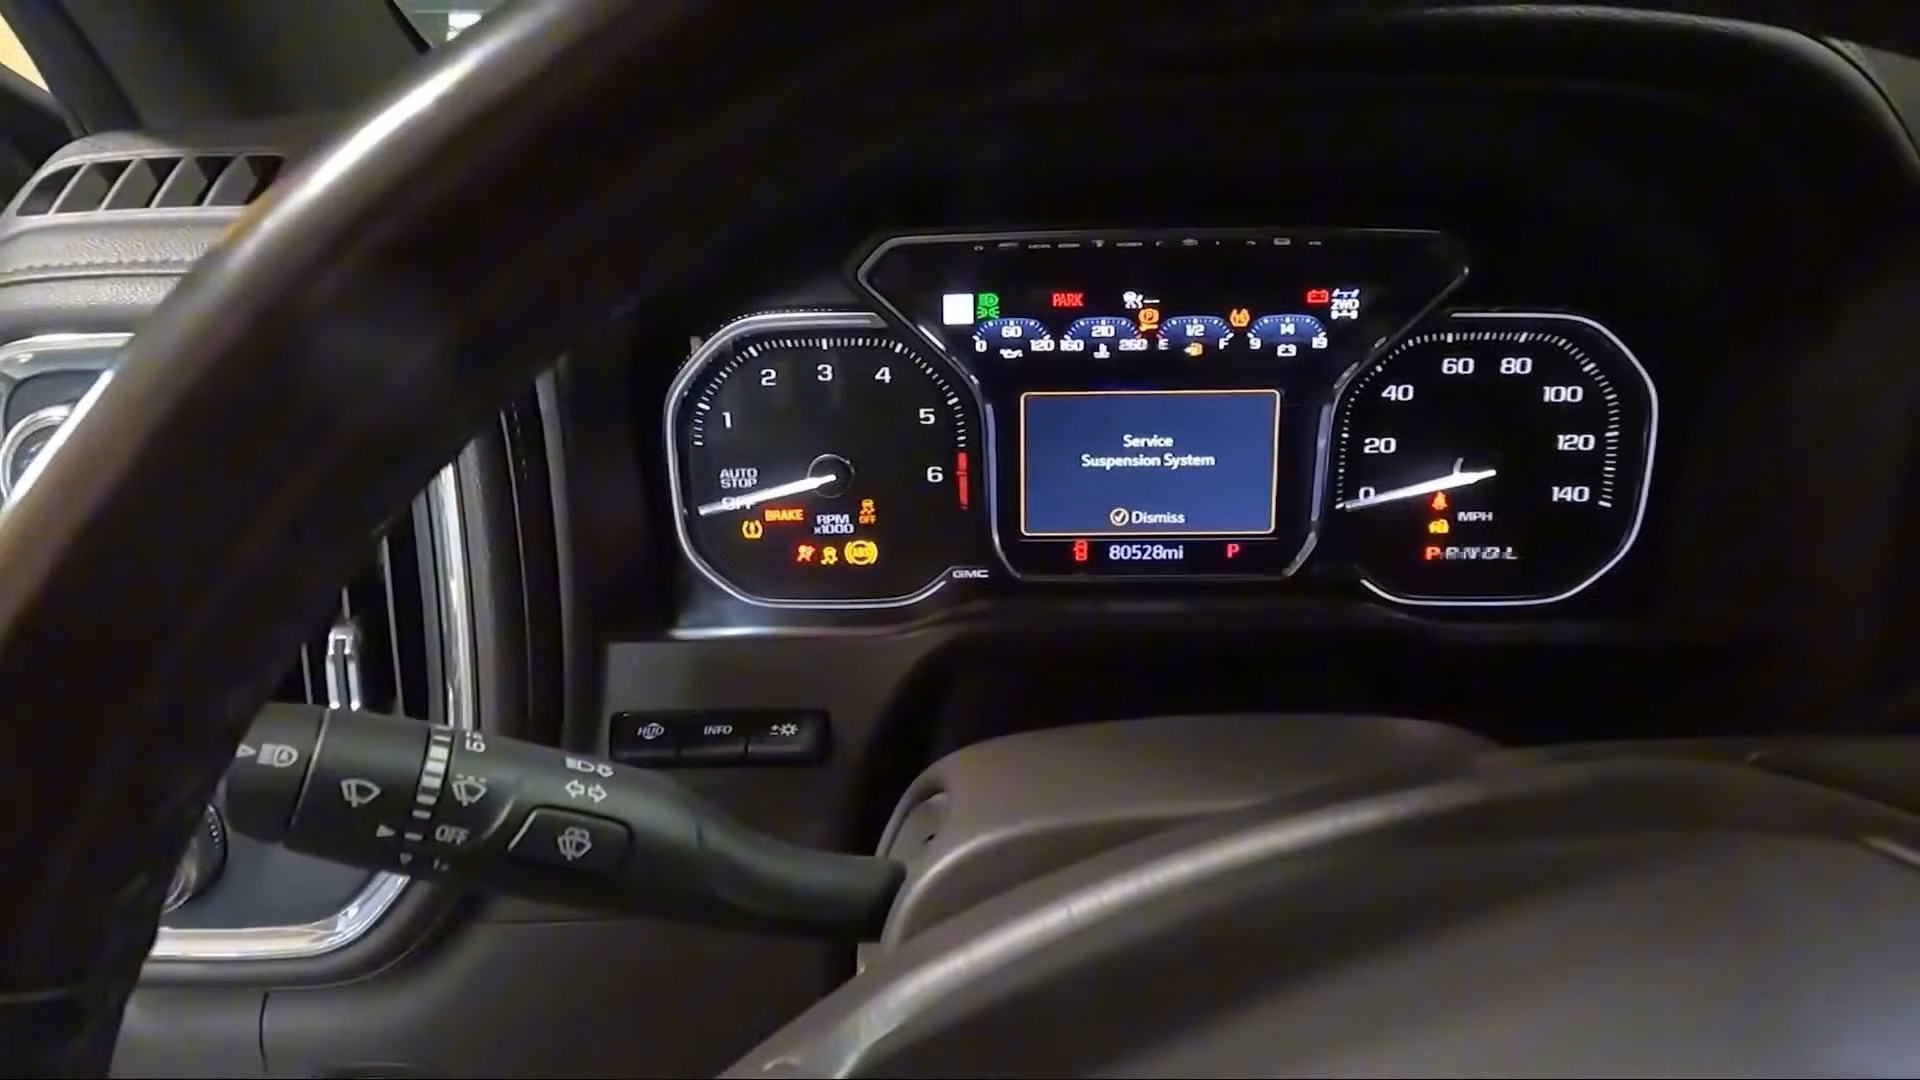 PARK
2WD
60
0 120
210
160 260
1/2
E F
14
9 19
1 2 3 4 5 6
AUTO
STOP
OFF
BRAKE
RPM
x1000
OFF
ABS
GMC
Service
Suspension System
Dismiss
80528mi P
0 20 40 60 80 100 120 140
MPH
PRNDL
HUD INFO
OFF